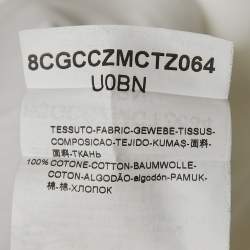 8CGCCZMCTZ064
U0BN
TESSUTO-FABRIC-GEWEBE-TISSUS-
COMPOSICAO-TEJIDO-KUMAŞ-面料-
面料-ТКАНЬ
100% COTONE-COTTON-BAUMWOLLE-
COTON-ALGODÃO-algodón-PAMUK-
棉-棉-ХЛОПОК